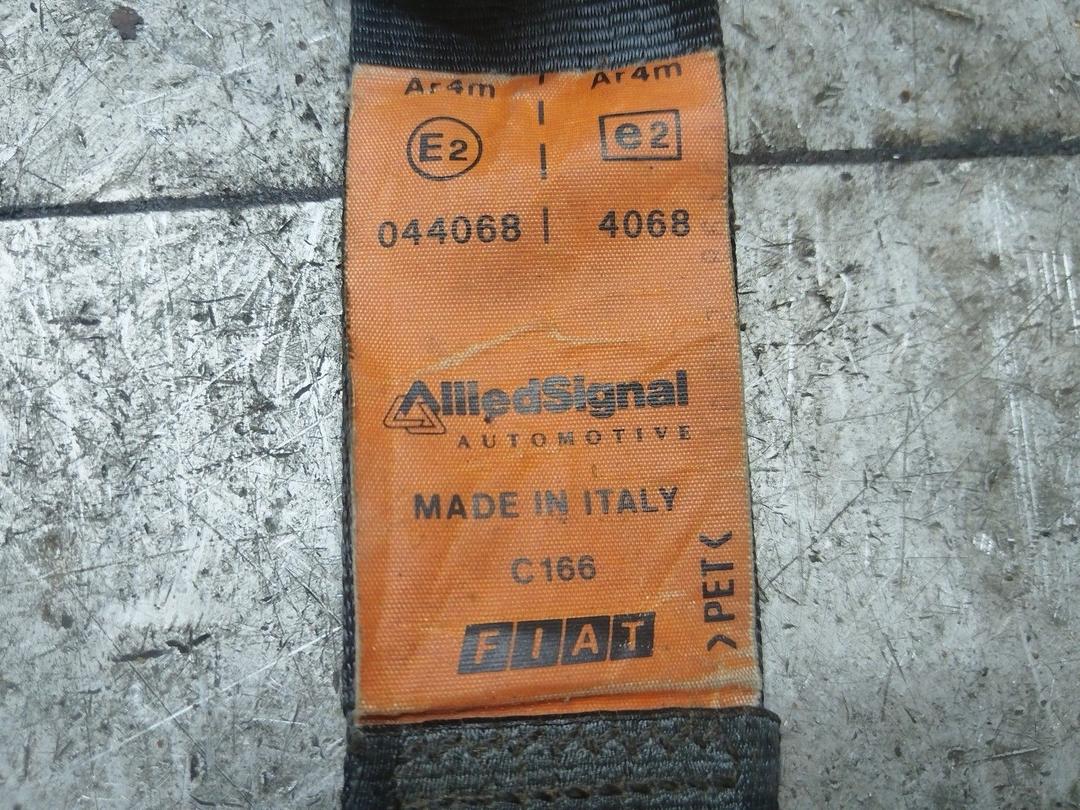 Ar4m Ar4m
E2 e2
044068 4068
AlliedSignal
AUTOMOTIVE
MADE IN ITALY
C166
FIAT
>PET<